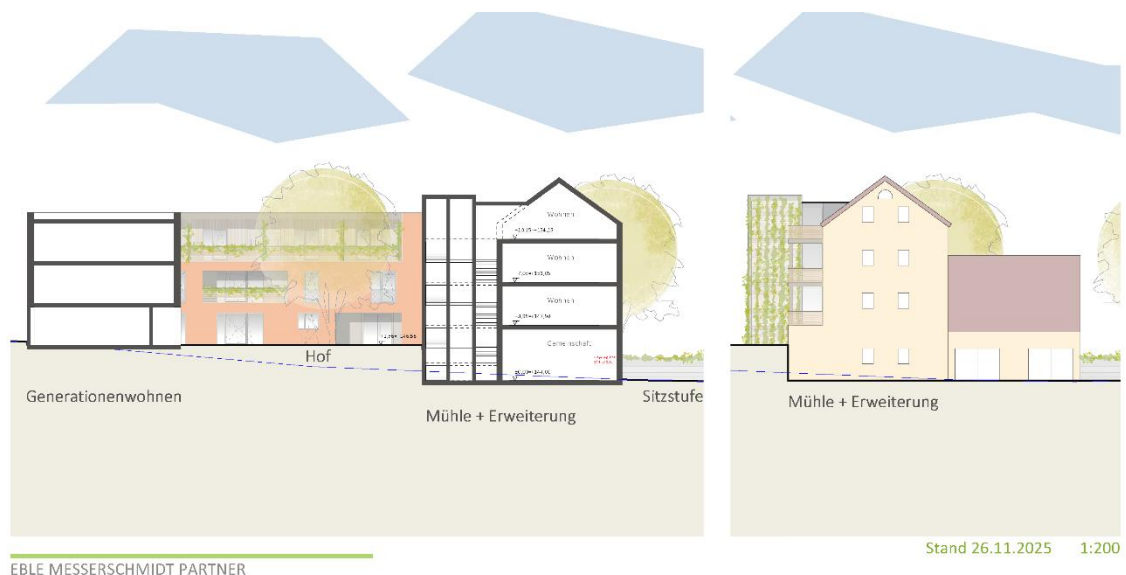 Wohnen
Wohnen
Wohnen
Gemeinschaft
Hof
Generationenwohnen
Sitzstufe
Mühle + Erweiterung
Mühle + Erweiterung
Stand 26.11.2025 1:200
EBLE MESSERSCHMIDT PARTNER